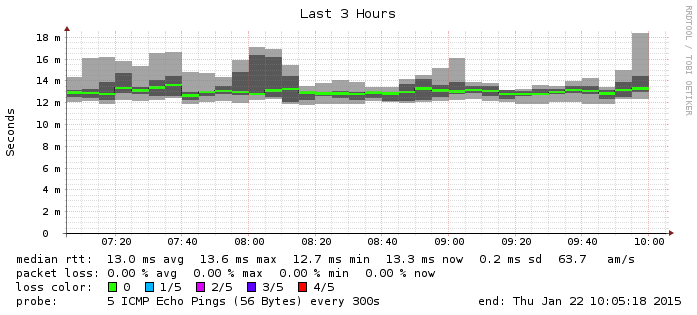 Last 3 Hours
RRDTOOL / TOBI OETIKER
Seconds
18 m
16 m
14 m
12 m
10 m
8 m
6 m
4 m
2 m
0
07:20 07:40 08:00 08:20 08:40 09:00 09:20 09:40 10:00
median rtt: 13.0 ms avg 13.6 ms max 12.7 ms min 13.3 ms now 0.2 ms sd 63.7 am/s
packet loss: 0.00 % avg 0.00 % max 0.00 % min 0.00 % now
loss color: 0 1/5 2/5 3/5 4/5
probe: 5 ICMP Echo Pings (56 Bytes) every 300s end: Thu Jan 22 10:05:18 2015